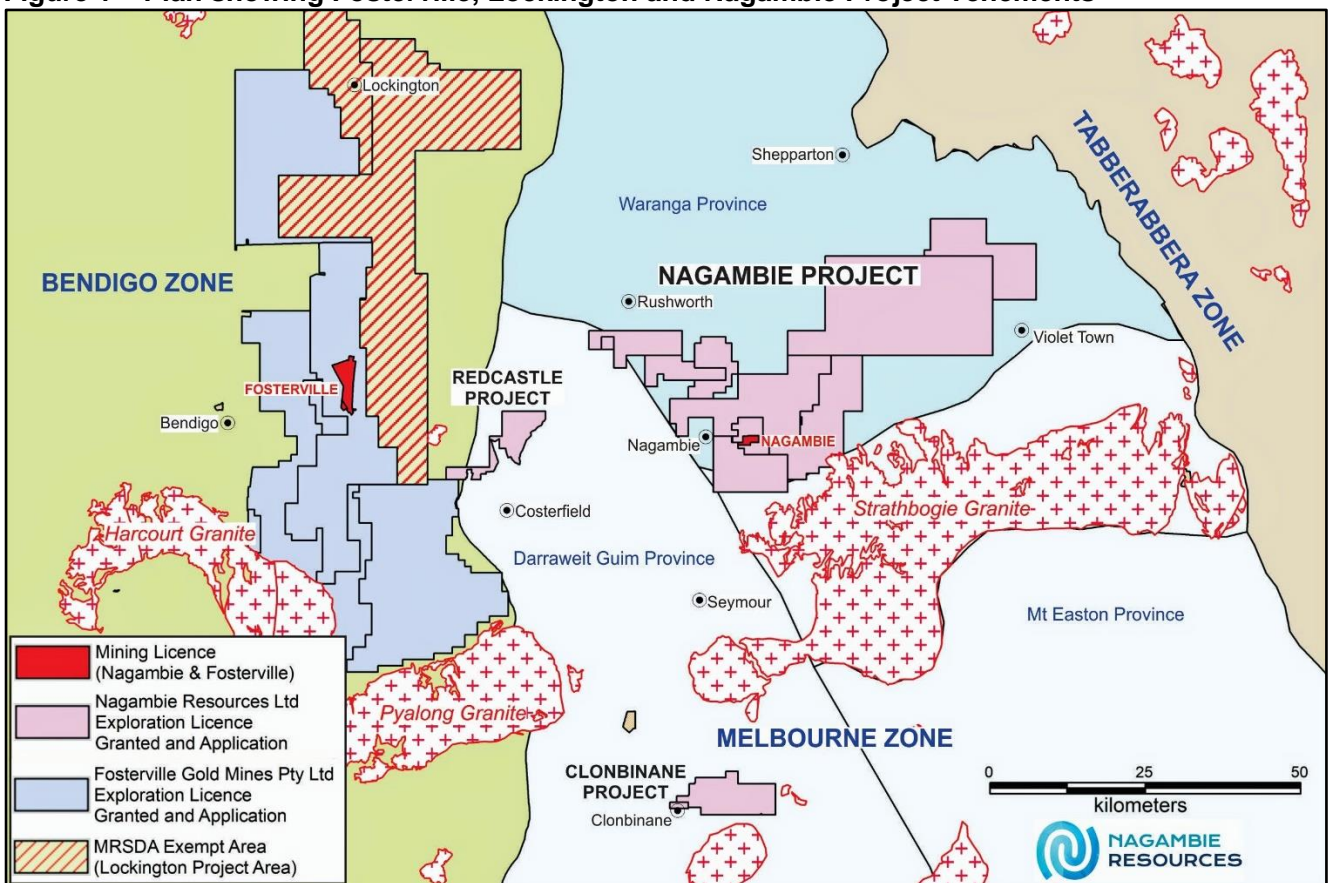 Figure 1 – Plan showing Fosterville, Lockington and Nagambie Project Tenements
Lockington
Shepparton
TABBERABBERA ZONE
Waranga Province
BENDIGO ZONE
NAGAMBIE PROJECT
Rushworth
Violet Town
FOSTERVILLE
REDCASTLE
PROJECT
Bendigo
Nagambie
NAGAMBIE
Costerfield
Strathbogie Granite
Harcourt Granite
Darraweit Guim Province
Seymour
Mt Easton Province
Pyalong Granite
MELBOURNE ZONE
CLONBINANE
PROJECT
Clonbinane
Mining Licence
(Nagambie & Fosterville)
Nagambie Resources Ltd
Exploration Licence
Granted and Application
Fosterville Gold Mines Pty Ltd
Exploration Licence
Granted and Application
MRSDA Exempt Area
(Lockington Project Area)
0 25 50
kilometers
NAGAMBIE
RESOURCES